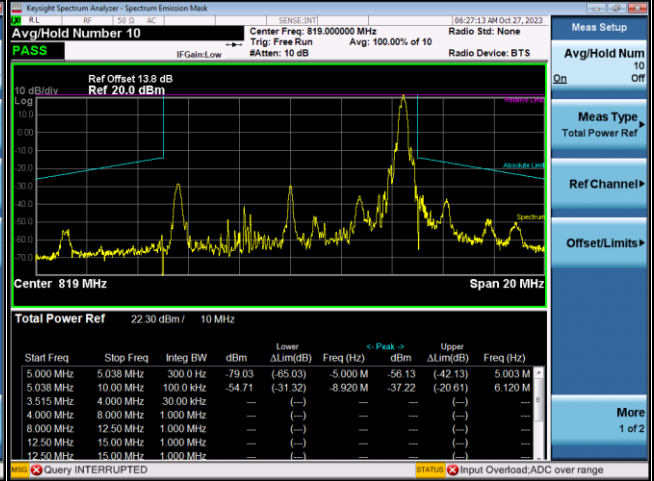 Keysight Spectrum Analyzer - Spectrum Emission Mask
RL RF 50 Ω AC SENSE:INT 06:27:13 AM Oct 27, 2023
Avg/Hold Number 10 Center Freq: 819.000000 MHz Radio Std: None
Trig: Free Run Avg: 100.00% of 10
PASS IFGain:Low #Atten: 10 dB Radio Device: BTS
Ref Offset 13.8 dB
10 dB/div Ref 20.0 dBm
Log
Relative Limit
10.0
0.00
-10.0
-20.0
Absolute Limit
-30.0
-40.0
Spectrum
-50.0
-60.0
-70.0
Center 819 MHz Span 20 MHz
Total Power Ref 22.30 dBm / 10 MHz
Lower <- Peak -> Upper
Start Freq Stop Freq Integ BW dBm ΔLim(dB) Freq (Hz) dBm ΔLim(dB) Freq (Hz)
5.000 MHz 5.038 MHz 300.0 Hz -79.03 (-65.03) -5.000 M -56.13 (-42.13) 5.003 M
5.038 MHz 10.00 MHz 100.0 kHz -54.71 (-31.32) -8.920 M -37.22 (-20.61) 6.120 M
3.515 MHz 4.000 MHz 30.00 kHz --- (---) --- --- (---) ---
4.000 MHz 8.000 MHz 1.000 MHz --- (---) --- --- (---) ---
8.000 MHz 12.50 MHz 1.000 MHz --- (---) --- --- (---) ---
12.50 MHz 15.00 MHz 1.000 MHz --- (---) --- --- (---) ---
12.50 MHz 15.00 MHz 1.000 MHz --- (---) --- --- (---) ---
MSG Query INTERRUPTED STATUS Input Overload;ADC over range
Meas Setup
Avg/Hold Num
10
On Off
Meas Type
Total Power Ref
Ref Channel
Offset/Limits
More
1 of 2